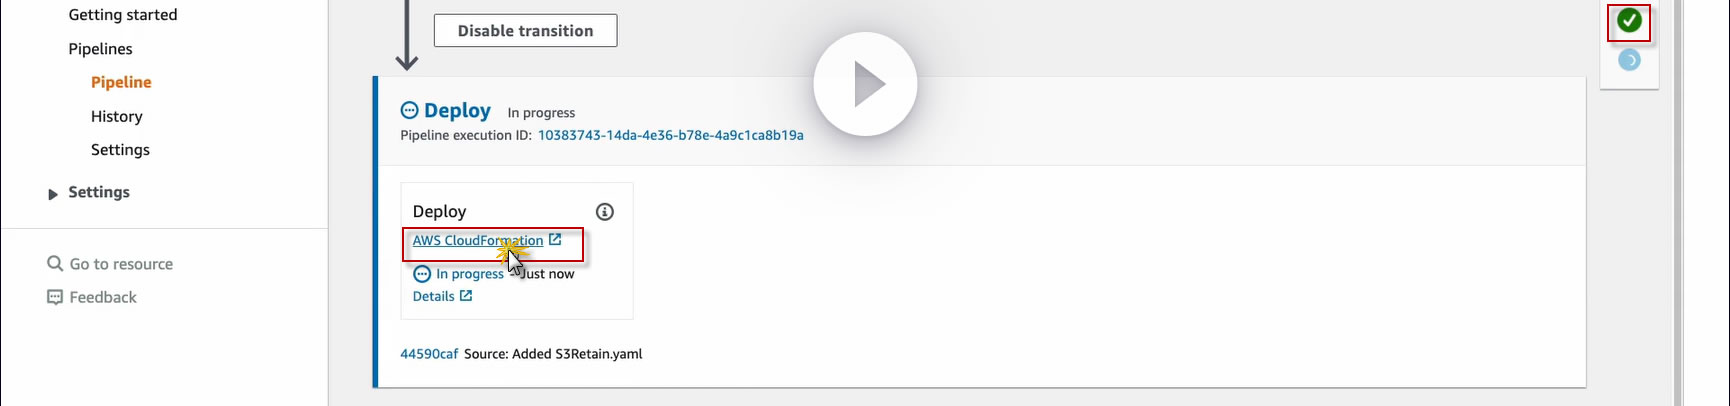 Getting started
Pipelines
Pipeline
History
Settings
Settings
Go to resource
Feedback
Disable transition
Deploy In progress
Pipeline execution ID: 10383743-14da-4e36-b78e-4a9c1ca8b19a
Deploy
AWS CloudFormation
In progress - Just now
Details
44590caf Source: Added S3Retain.yaml